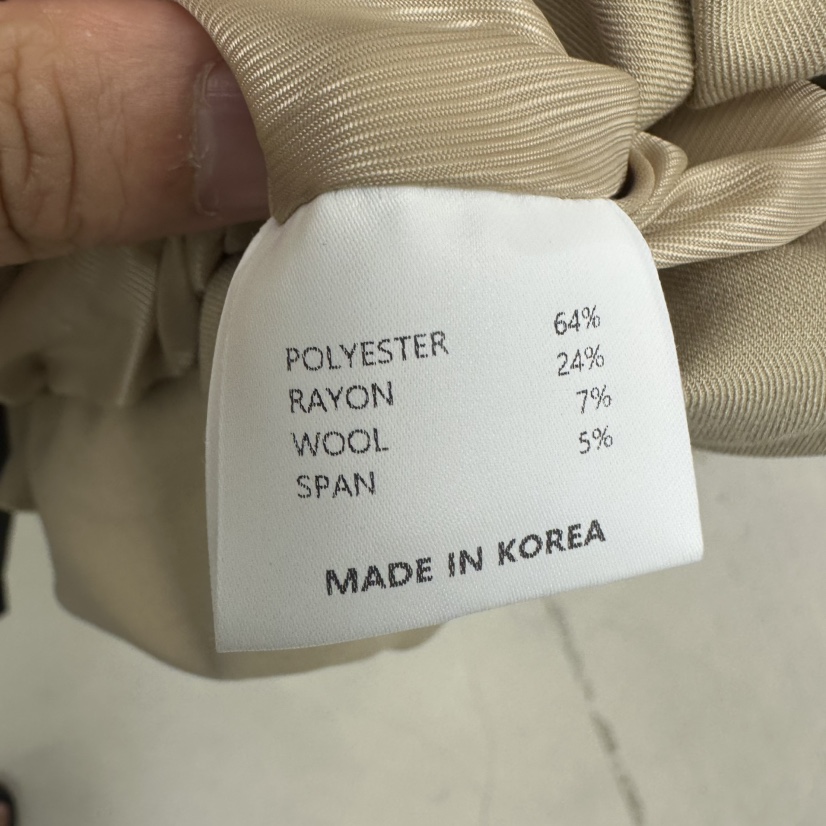 POLYESTER 64%
RAYON 24%
WOOL 7%
SPAN 5%
MADE IN KOREA